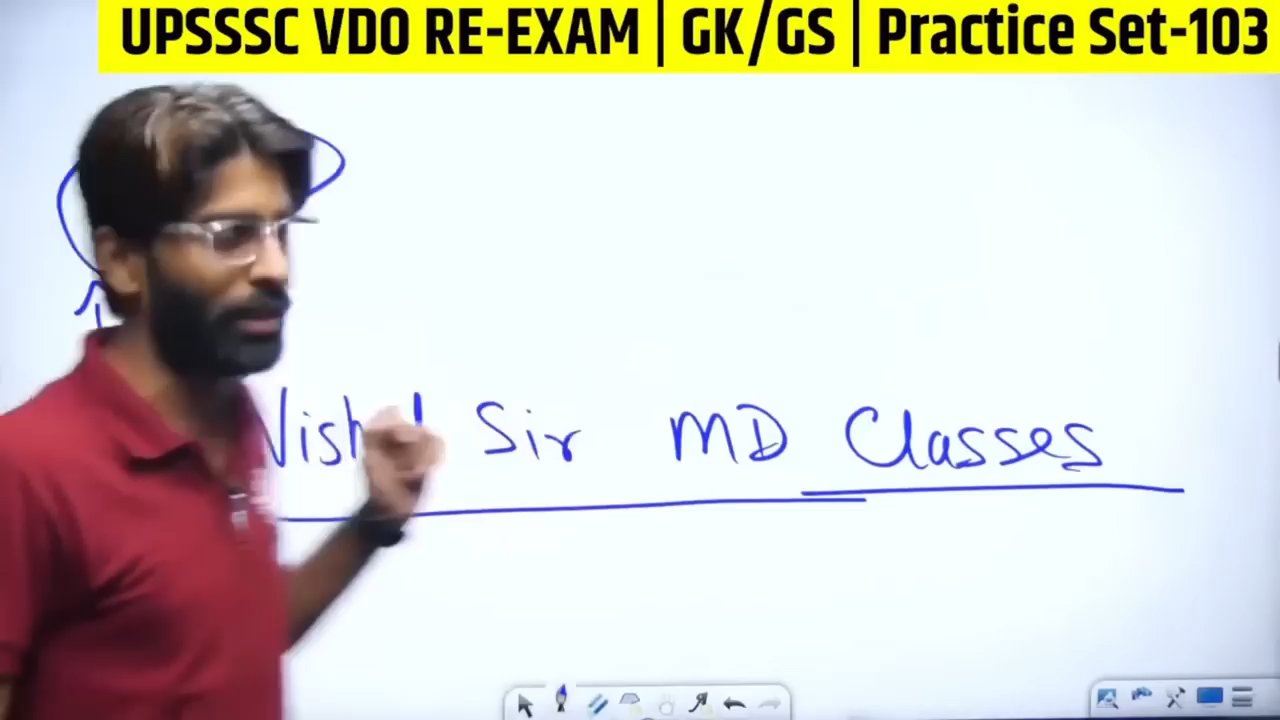 UPSSSC VDO RE-EXAM | GK/GS | Practice Set-103
Sir MD Classes